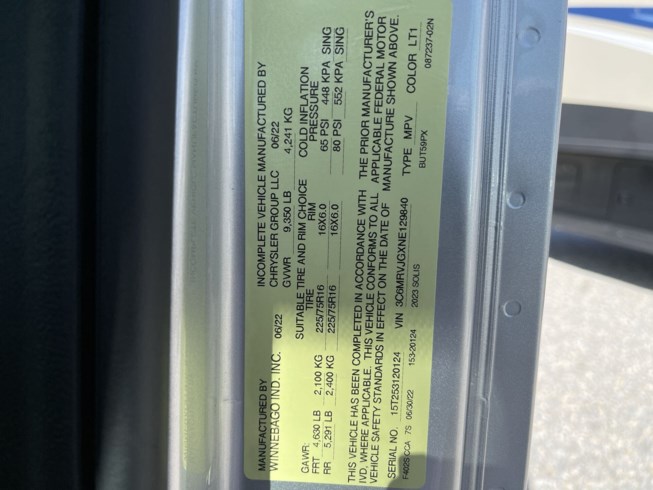 MANUFACTURED BY INCOMPLETE VEHICLE MANUFACTURED BY
WINNEBAGO IND. INC. 06/22 CHRYSLER GROUP LLC 06/22
GVWR 9,350 LB 4,241 KG
GAWR: SUITABLE TIRE AND RIM CHOICE COLD INFLATION
TIRE RIM PRESSURE
FRT 4,630 LB 2,100 KG 225/75R16 16X6.0 65 PSI 448 KPA SING
RR 5,291 LB 2,400 KG 225/75R16 16X6.0 80 PSI 552 KPA SING
THIS VEHICLE HAS BEEN COMPLETED IN ACCORDANCE WITH THE PRIOR MANUFACTURER'S
IVD, WHERE APPLICABLE. THIS VEHICLE CONFORMS TO ALL APPLICABLE FEDERAL MOTOR
VEHICLE SAFETY STANDARDS IN EFFECT ON THE DATE OF MANUFACTURE SHOWN ABOVE.
SERIAL NO. 15T253120124 VIN 3C6MRVJGXNE129840 TYPE MPV COLOR LT1
7S 06/30/22 153-20124 2023 SOLIS BUT59PX 087237-02N